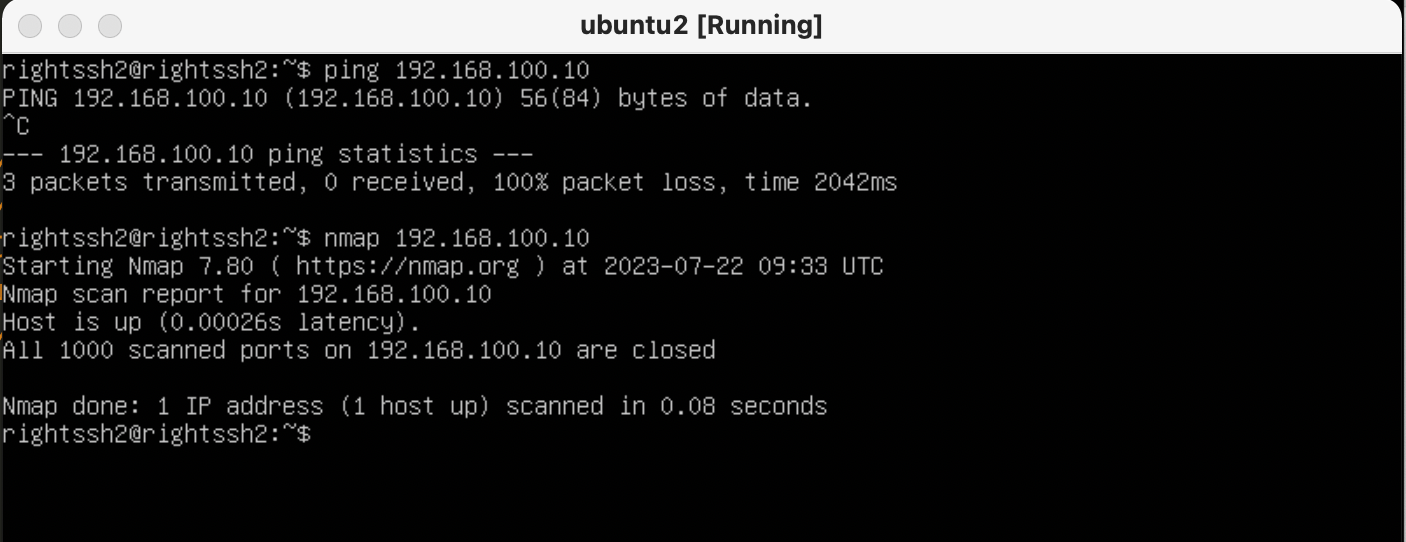 ubuntu2 [Running]
rightssh2@rightssh2:~$ ping 192.168.100.10
PING 192.168.100.10 (192.168.100.10) 56(84) bytes of data.
^C
--- 192.168.100.10 ping statistics ---
3 packets transmitted, 0 received, 100% packet loss, time 2042ms
rightssh2@rightssh2:~$ nmap 192.168.100.10
Starting Nmap 7.80 ( https://nmap.org ) at 2023-07-22 09:33 UTC
Nmap scan report for 192.168.100.10
Host is up (0.00026s latency).
All 1000 scanned ports on 192.168.100.10 are closed
Nmap done: 1 IP address (1 host up) scanned in 0.08 seconds
rightssh2@rightssh2:~$